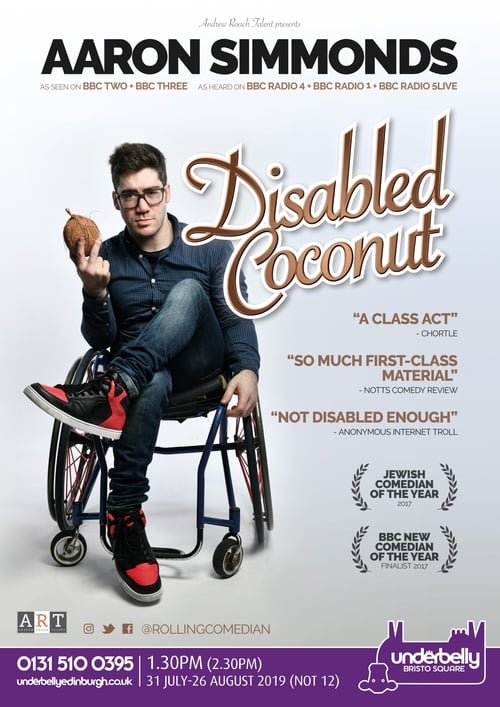 Andrew Roach Talent presents
AARON SIMMONDS
AS SEEN ON BBC TWO + BBC THREE AS HEARD ON BBC RADIO 4 + BBC RADIO 1 + BBC RADIO 5LIVE
Disabled
Coconut
“A CLASS ACT”
- CHORTLE
“SO MUCH FIRST-CLASS
MATERIAL”
- NOTTS COMEDY REVIEW
“NOT DISABLED ENOUGH”
- ANONYMOUS INTERNET TROLL
JEWISH
COMEDIAN
OF THE YEAR
2017
BBC NEW
COMEDIAN
OF THE YEAR
FINALIST 2017
ART
ANDREW ROACH TALENT
@ROLLINGCOMEDIAN
0131 510 0395
underbellyedinburgh.co.uk
1.30PM (2.30PM)
31 JULY-26 AUGUST 2019 (NOT 12)
underbelly
BRISTO SQUARE